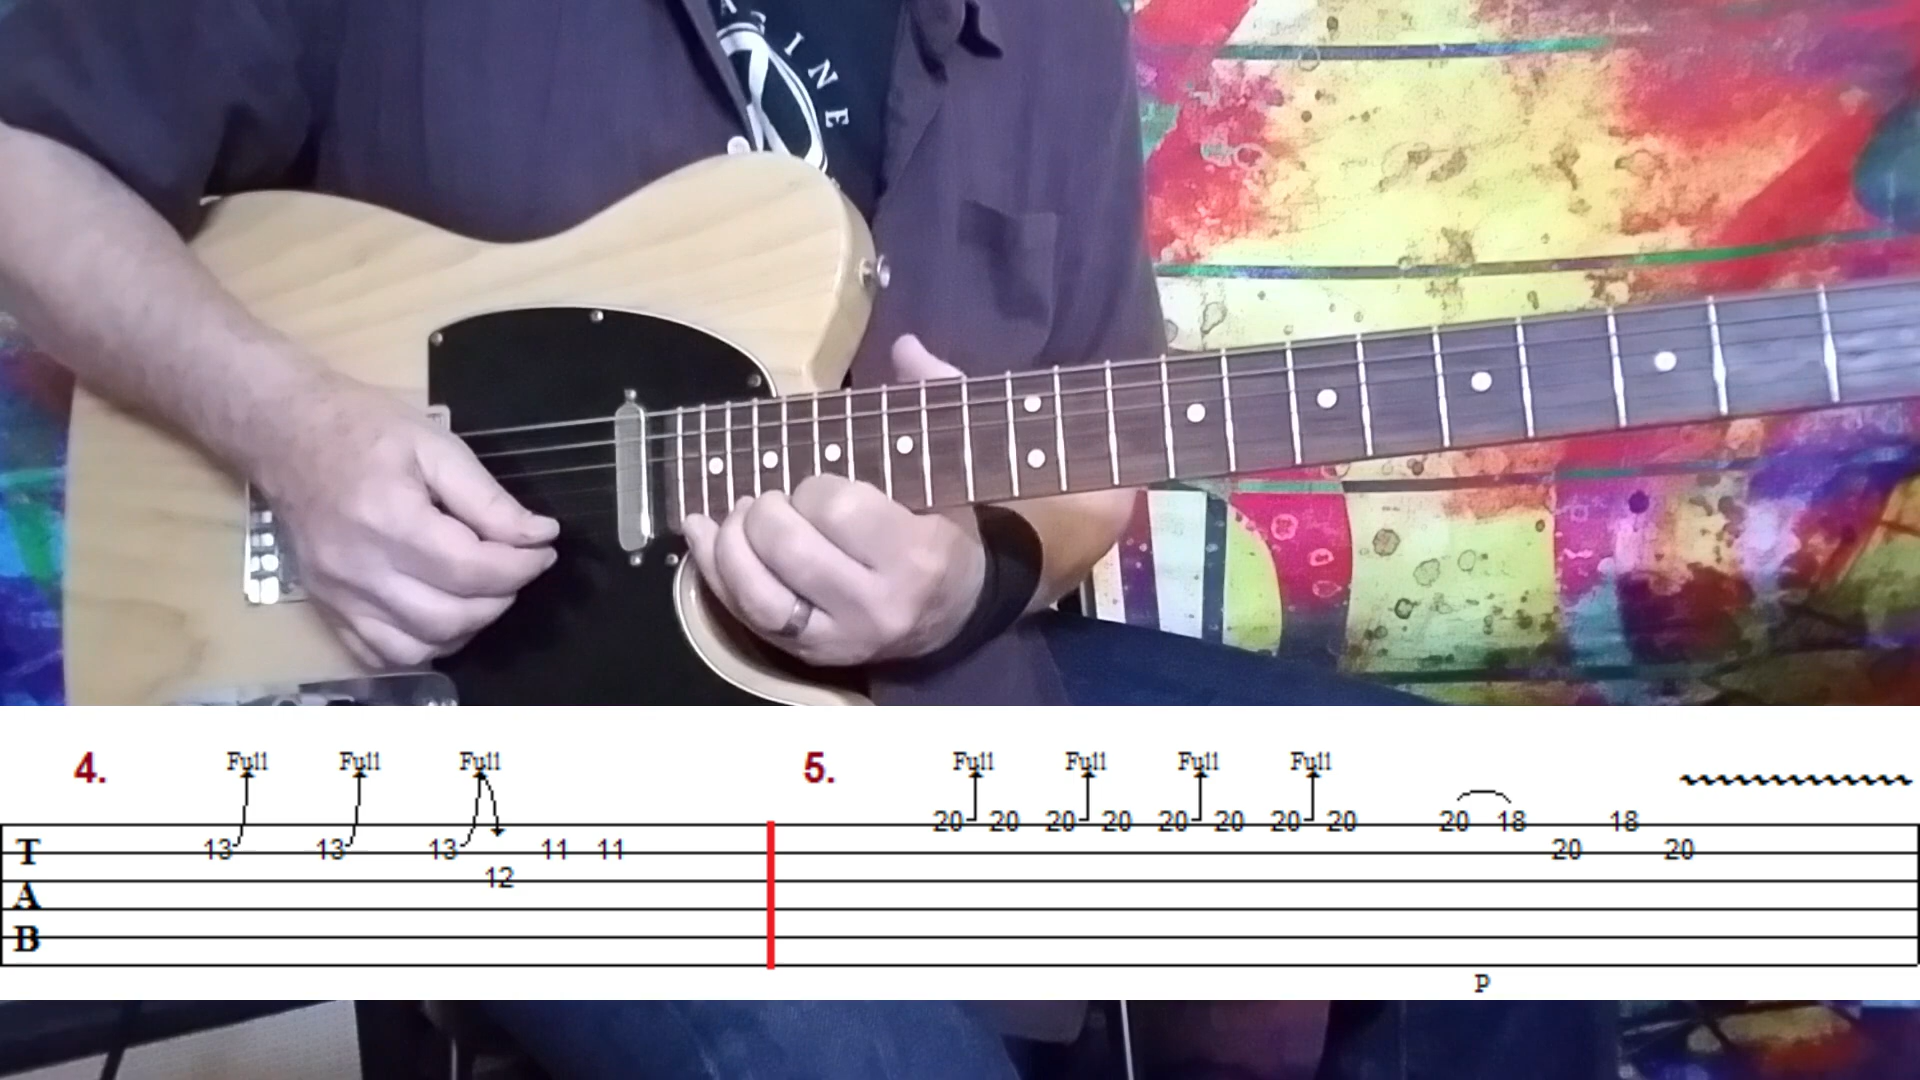 A G I N E
4. Full Full Full 5. Full Full Full Full
20 20 20 20 20 20 20 20 20 18 18
T 13 13 13 11 11 20 20
12
A
B
P